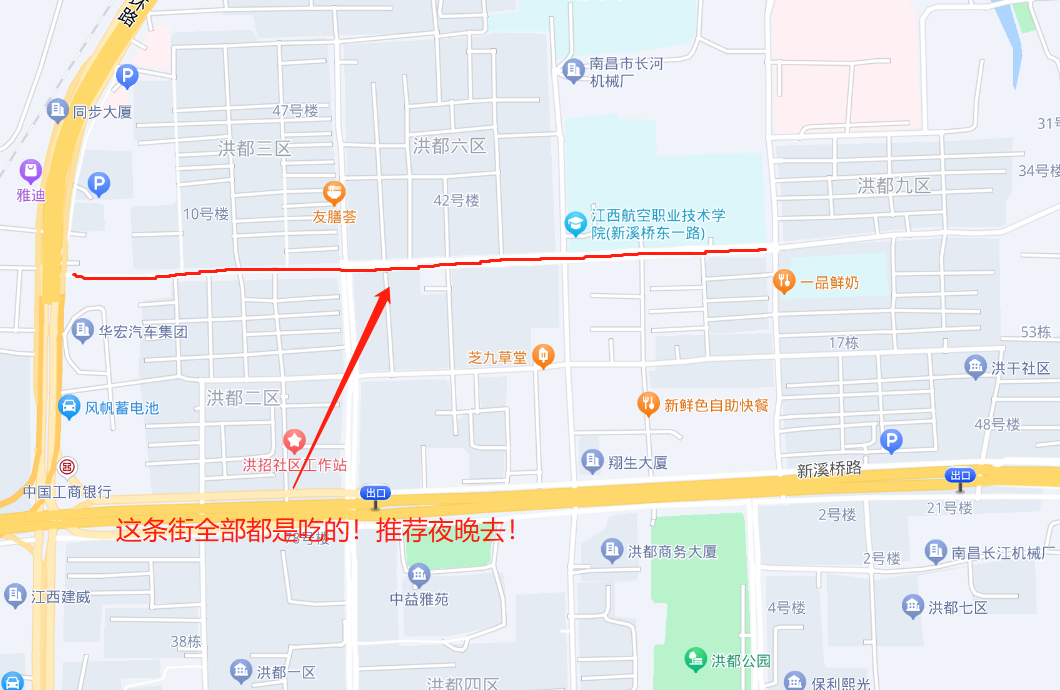 环
路
P
南昌市长河
机械厂
同步大厦
47号楼
洪都三区
洪都六区
31号
34号楼
雅迪
P
洪都九区
友膳荟
42号楼
10号楼
江西航空职业技术学
院(新溪桥东一路)
一品鲜奶
华宏汽车集团
53栋
17栋
芝九草堂
洪干社区
洪都二区
风帆蓄电池
新鲜色自助快餐
48号楼
P
洪招社区工作站
翔生大厦
新溪桥路
出口
中国工商银行
出口
21号楼
2号楼
这条街全部都是吃的！推荐夜晚去！
78号楼
洪都商务大厦
2号楼
南昌长江机械厂
江西建威
中益雅苑
4号楼
洪都七区
38栋
洪都一区
洪都公园
洪都四区
保利熙光